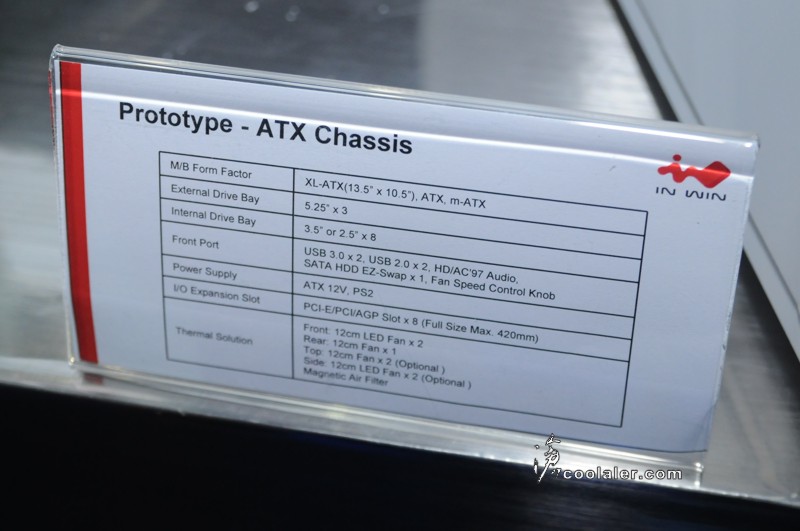 Prototype - ATX Chassis
IN WIN
M/B Form Factor
XL-ATX(13.5" x 10.5"), ATX, m-ATX
External Drive Bay
5.25" x 3
Internal Drive Bay
3.5" or 2.5" x 8
Front Port
USB 3.0 x 2, USB 2.0 x 2, HD/AC'97 Audio,
SATA HDD EZ-Swap x 1, Fan Speed Control Knob
Power Supply
ATX 12V, PS2
I/O Expansion Slot
PCI-E/PCI/AGP Slot x 8 (Full Size Max. 420mm)
Thermal Solution
Front: 12cm LED Fan x 2
Rear: 12cm Fan x 1
Top: 12cm Fan x 2 (Optional )
Side: 12cm LED Fan x 2 (Optional )
Magnetic Air Filter
coolaler.com